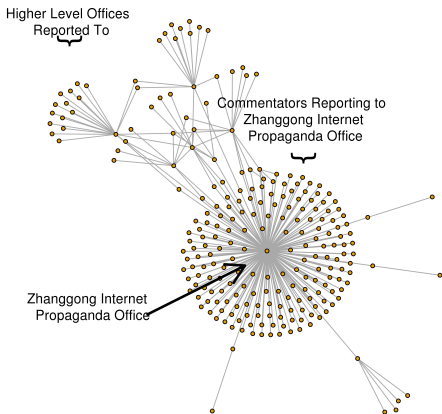 Higher Level Offices
Reported To
Commentators Reporting to
Zhanggong Internet
Propaganda Office
Zhanggong Internet
Propaganda Office